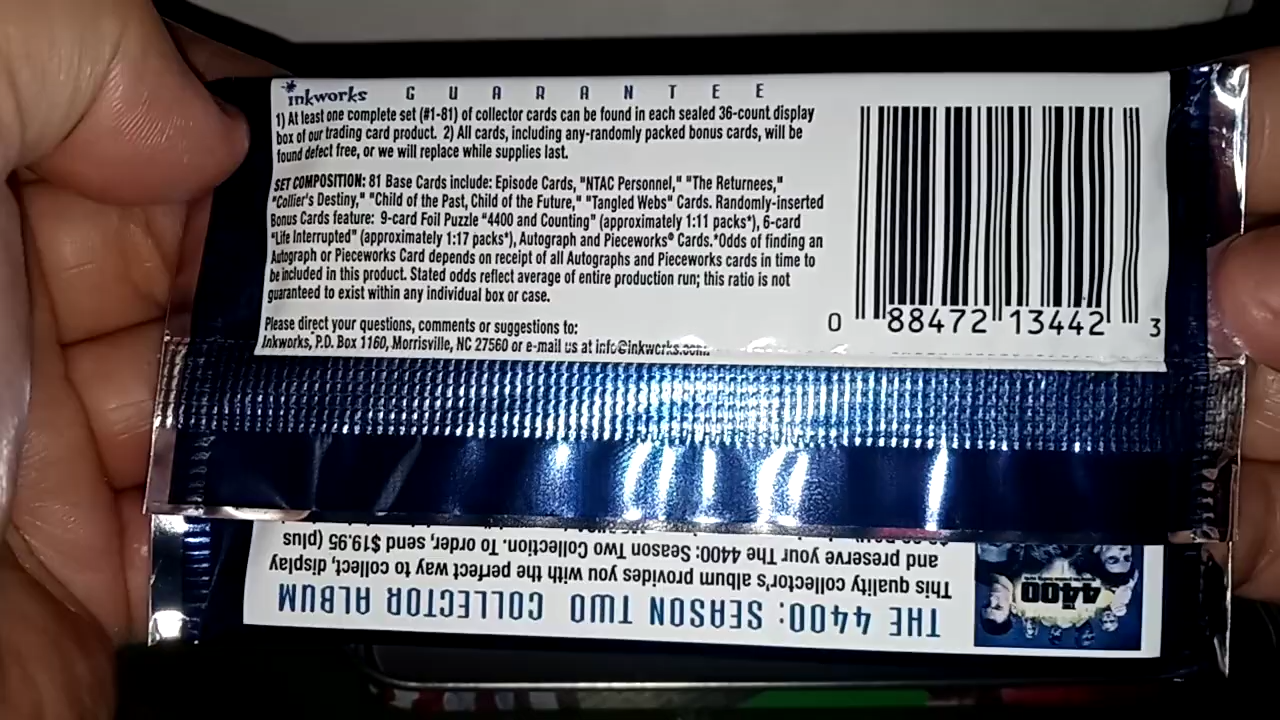 inkworks GUARANTEE
1) At least one complete set (#1-81) of collector cards can be found in each sealed 36-count display
box of our trading card product. 2) All cards, including any-randomly packed bonus cards, will be
found defect free, or we will replace while supplies last.
SET COMPOSITION: 81 Base Cards include: Episode Cards, "NTAC Personnel," "The Returnees,"
"Collier's Destiny," "Child of the Past, Child of the Future," "Tangled Webs" Cards. Randomly-inserted
Bonus Cards feature: 9-card Foil Puzzle "4400 and Counting" (approximately 1:11 packs*), 6-card
"Life Interrupted" (approximately 1:17 packs*), Autograph and Pieceworks® Cards.*Odds of finding an
Autograph or Pieceworks Card depends on receipt of all Autographs and Pieceworks cards in time to
be included in this product. Stated odds reflect average of entire production run; this ratio is not
guaranteed to exist within any individual box or case.
Please direct your questions, comments or suggestions to:
Inkworks, P.O. Box 1160, Morrisville, NC 27560 or e-mail us at info@inkworks.com.
0 88472 13442 3
THE 4400: SEASON TWO COLLECTOR ALBUM
This quality collector's album provides you with the perfect way to collect, display,
and preserve your The 4400: Season Two Collection. To order, send $19.95 (plus
THE 4400